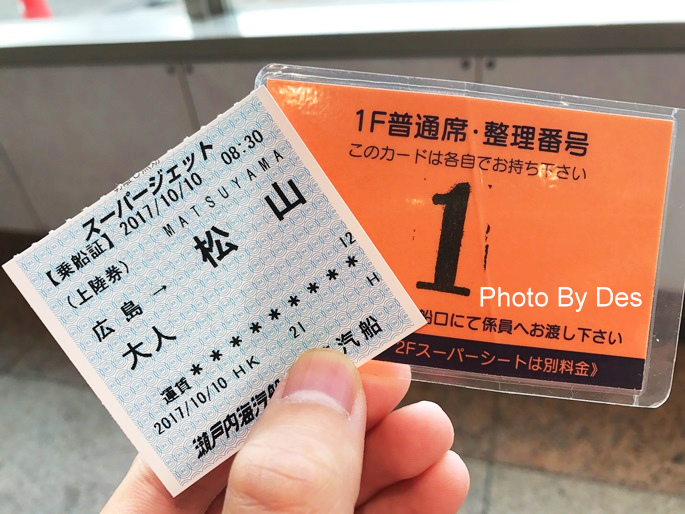 スーパージェット
【乗船証】2017/10/10 08:30
(上陸券) MATSUYAMA
広島→ 松山
大人 12
運賃 ********* H
2017/10/10 HK 21
瀬戸内海汽船
汽船
1F普通席・整理番号
このカードは各自でお持ち下さい
1
船口にて係員へお渡し下さい
2Fスーパーシートは別料金》
Photo By Des